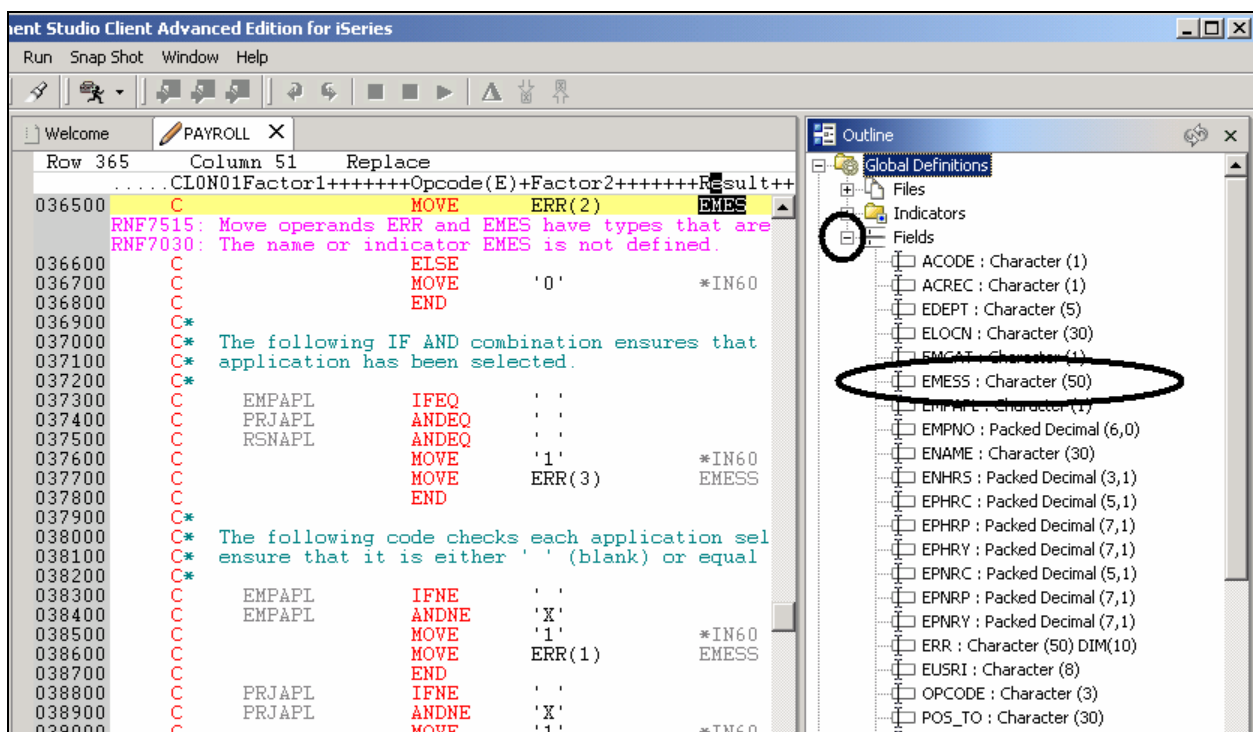 ent Studio Client Advanced Edition for iSeries
Run Snap Shot Window Help
Welcome PAYROLL
Row 365 Column 51 Replace
.....CL0N01Factor1+++++++Opcode(E)+Factor2+++++++Result++
036500 C MOVE ERR(2) EMES
RNF7515: Move operands ERR and EMES have types that are
RNF7030: The name or indicator EMES is not defined.
036600 C ELSE
036700 C MOVE '0' *IN60
036800 C END
036900 C*
037000 C* The following IF AND combination ensures that
037100 C* application has been selected.
037200 C*
037300 C EMPAPL IFEQ ' '
037400 C PRJAPL ANDEQ ' '
037500 C RSNAPL ANDEQ ' '
037600 C MOVE '1' *IN60
037700 C MOVE ERR(3) EMESS
037800 C END
037900 C*
038000 C* The following code checks each application sel
038100 C* ensure that it is either ' ' (blank) or equal
038200 C*
038300 C EMPAPL IFNE ' '
038400 C EMPAPL ANDNE 'X'
038500 C MOVE '1' *IN60
038600 C MOVE ERR(1) EMESS
038700 C END
038800 C PRJAPL IFNE ' '
038900 C PRJAPL ANDNE 'X'
039000 C MOVE '1' *IN60
Outline
Global Definitions
Files
Indicators
Fields
ACODE : Character (1)
ACREC : Character (1)
EDEPT : Character (5)
ELOCN : Character (30)
EMCAT : Character (1)
EMESS : Character (50)
EMPAPL : Character (1)
EMPNO : Packed Decimal (6,0)
ENAME : Character (30)
ENHRS : Packed Decimal (3,1)
EPHRC : Packed Decimal (5,1)
EPHRP : Packed Decimal (7,1)
EPHRY : Packed Decimal (7,1)
EPNRC : Packed Decimal (5,1)
EPNRP : Packed Decimal (7,1)
EPNRY : Packed Decimal (7,1)
ERR : Character (50) DIM(10)
EUSRI : Character (8)
OPCODE : Character (3)
POS_TO : Character (30)